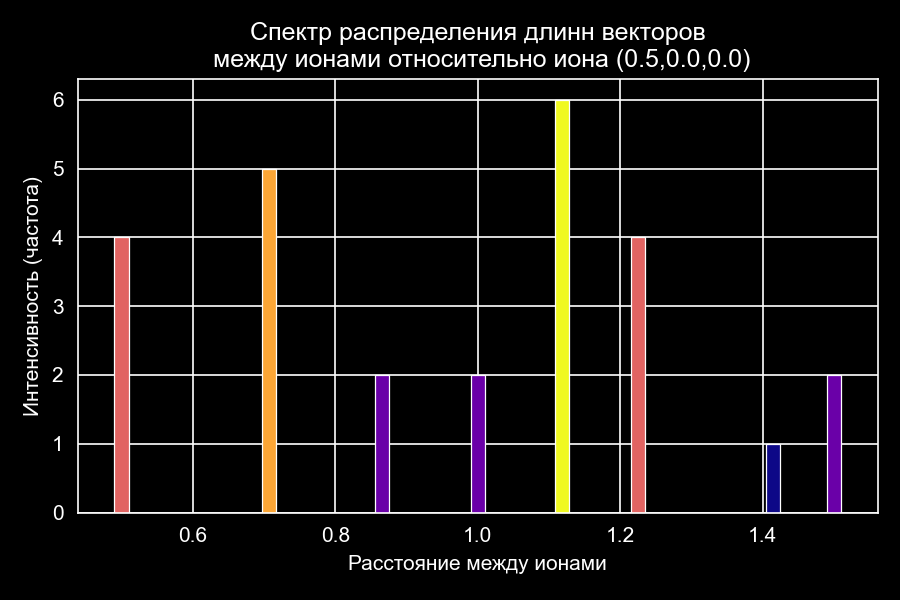 Спектр распределения длинн векторов
между ионами относительно иона (0.5,0.0,0.0)
Интенсивность (частота)
6
5
4
3
2
1
0
0.6 0.8 1.0 1.2 1.4
Расстояние между ионами